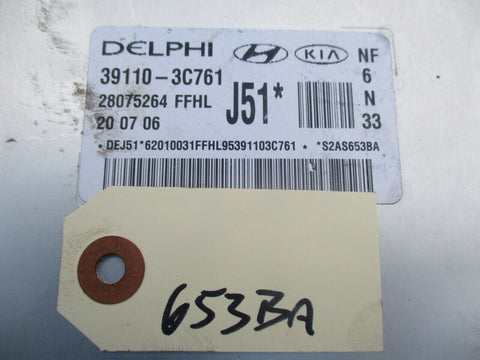 DELPHI KIA NF
39110-3C761 6
28075264 FFHL J51* N
20 07 06 33
*DEJ51*62010031FFHL95391103C761 * *S2AS653BA
653BA